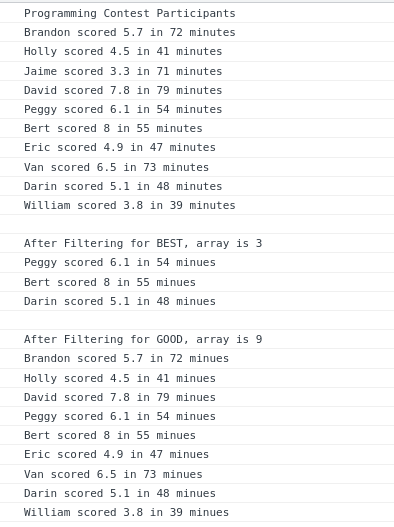 Programming Contest Participants
Brandon scored 5.7 in 72 minutes
Holly scored 4.5 in 41 minutes
Jaime scored 3.3 in 71 minutes
David scored 7.8 in 79 minutes
Peggy scored 6.1 in 54 minutes
Bert scored 8 in 55 minutes
Eric scored 4.9 in 47 minutes
Van scored 6.5 in 73 minutes
Darin scored 5.1 in 48 minutes
William scored 3.8 in 39 minutes
After Filtering for BEST, array is 3
Peggy scored 6.1 in 54 minues
Bert scored 8 in 55 minues
Darin scored 5.1 in 48 minues
After Filtering for GOOD, array is 9
Brandon scored 5.7 in 72 minues
Holly scored 4.5 in 41 minues
David scored 7.8 in 79 minues
Peggy scored 6.1 in 54 minues
Bert scored 8 in 55 minues
Eric scored 4.9 in 47 minues
Van scored 6.5 in 73 minues
Darin scored 5.1 in 48 minues
William scored 3.8 in 39 minues